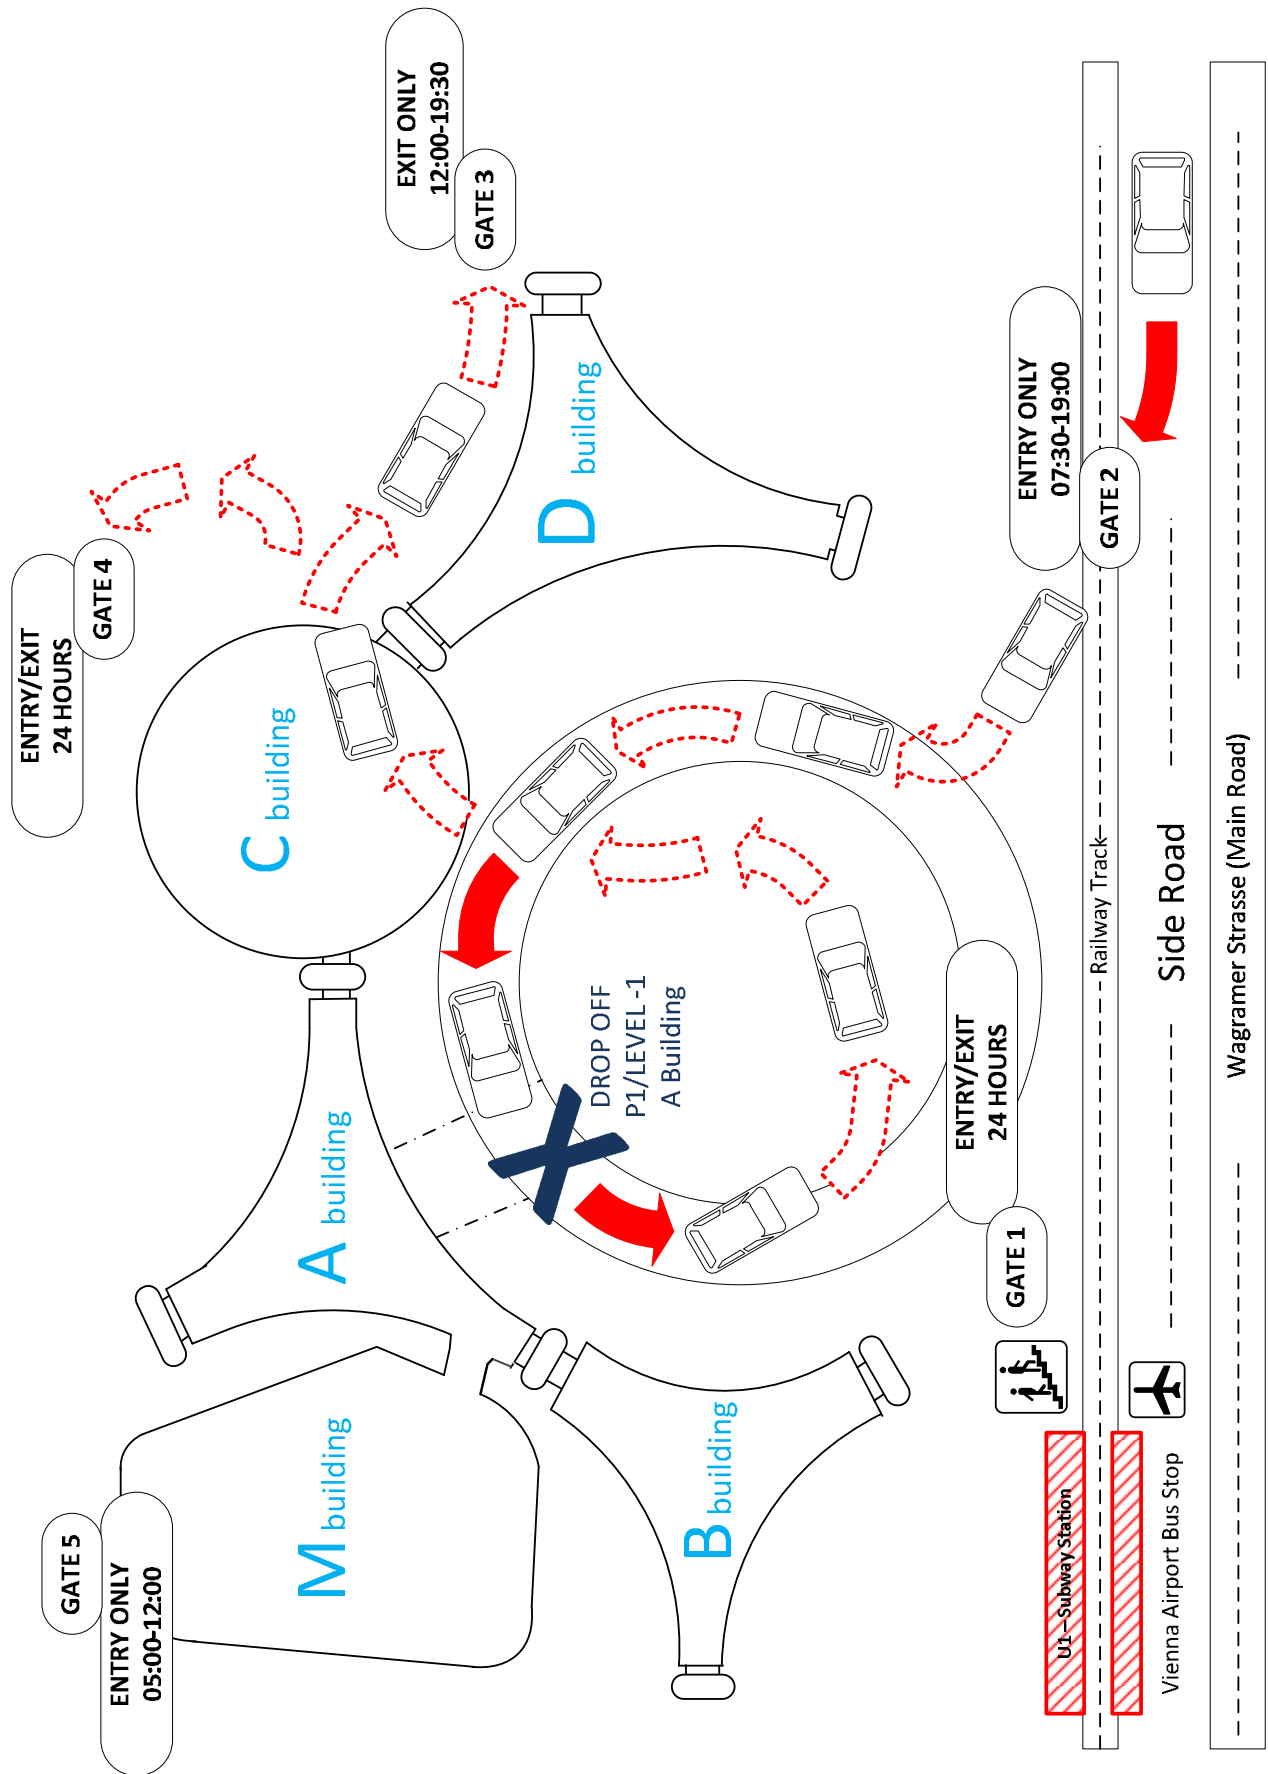 GATE 5
ENTRY ONLY
05:00-12:00
M building
A building
C building
ENTRY/EXIT
24 HOURS
GATE 4
EXIT ONLY
12:00-19:30
GATE 3
D building
B building
DROP OFF
P1/LEVEL -1
A Building
ENTRY/EXIT
24 HOURS
GATE 1
ENTRY ONLY
07:30-19:00
GATE 2
U1–Subway Station
Railway Track
Vienna Airport Bus Stop
Side Road
Wagramer Strasse (Main Road)